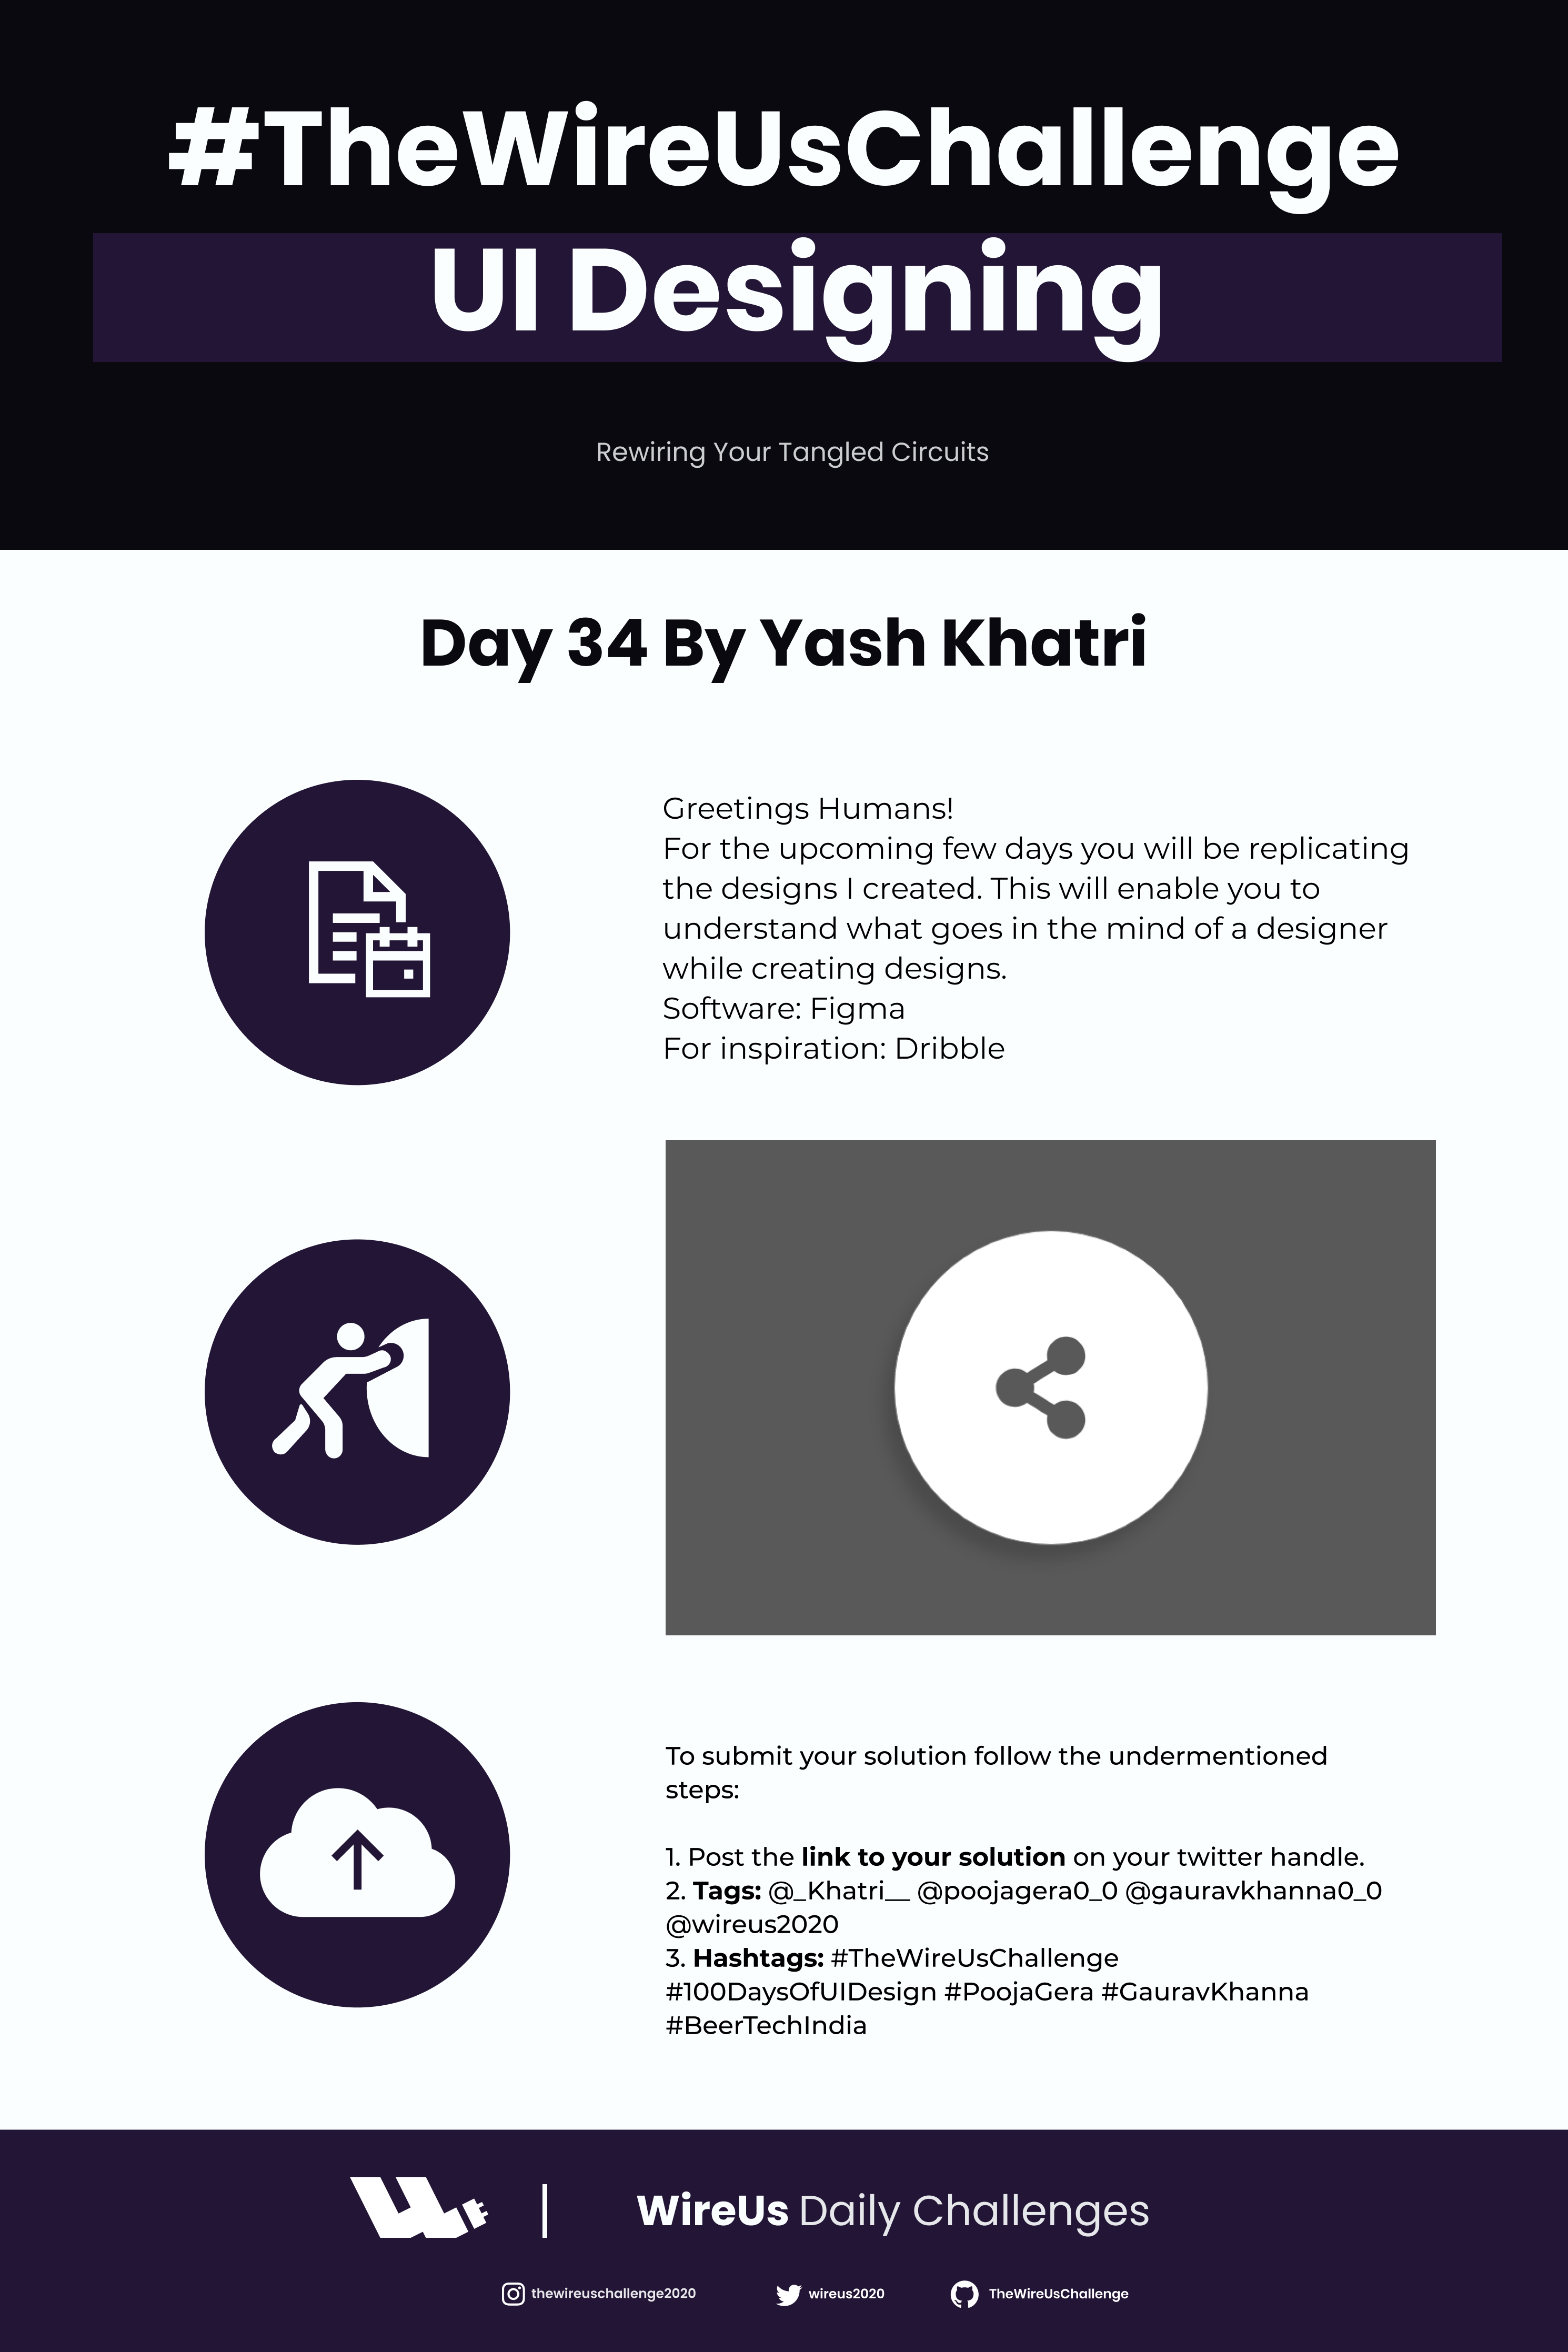 #TheWireUsChallenge
UI Designing
Rewiring Your Tangled Circuits
Day 34 By Yash Khatri
Greetings Humans!
For the upcoming few days you will be replicating
the designs I created. This will enable you to
understand what goes in the mind of a designer
while creating designs.
Software: Figma
For inspiration: Dribble
To submit your solution follow the undermentioned
steps:
1. Post the link to your solution on your twitter handle.
2. Tags: @_Khatri__ @poojagera0_0 @gauravkhanna0_0
@wireus2020
3. Hashtags: #TheWireUsChallenge
#100DaysOfUIDesign #PoojaGera #GauravKhanna
#BeerTechIndia
WireUs Daily Challenges
thewireuschallenge2020 wireus2020 TheWireUsChallenge